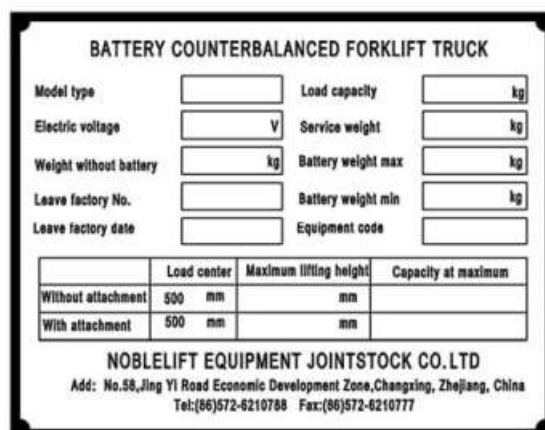 BATTERY COUNTERBALANCED FORKLIFT TRUCK
Model type Load capacity kg
Electric voltage V Service weight kg
Weight without battery kg Battery weight max kg
Leave factory No. Battery weight min kg
Leave factory date Equipment code
Load center Maximum lifting height Capacity at maximum
Without attachment 500 mm mm
With attachment 500 mm mm
NOBLELIFT EQUIPMENT JOINTSTOCK CO.LTD
Add: No.58,Jing Yi Road Economic Development Zone,Changxing, Zhejiang, China
Tel:(86)572-6210788 Fax:(86)572-6210777